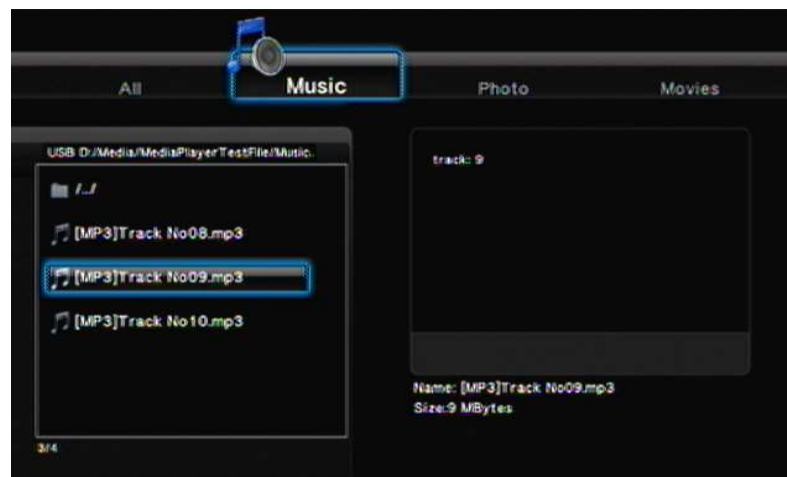 All
Music
Photo
Movies
USB D:/Media/MediaPlayerTestFile/Music.
/../
[MP3]Track No08.mp3
[MP3]Track No09.mp3
[MP3]Track No10.mp3
3/4
track: 9
Name: [MP3]Track No09.mp3
Size:9 MBytes